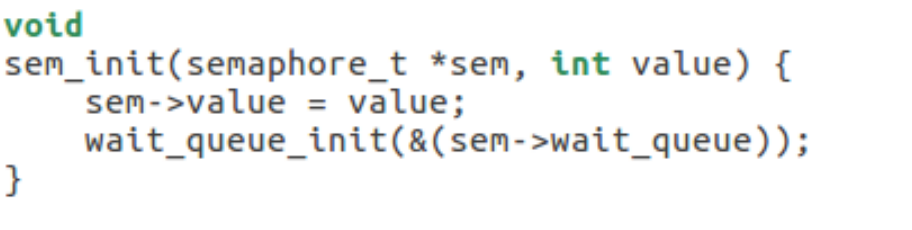 void
sem_init(semaphore_t *sem, int value) {
    sem->value = value;
    wait_queue_init(&(sem->wait_queue));
}